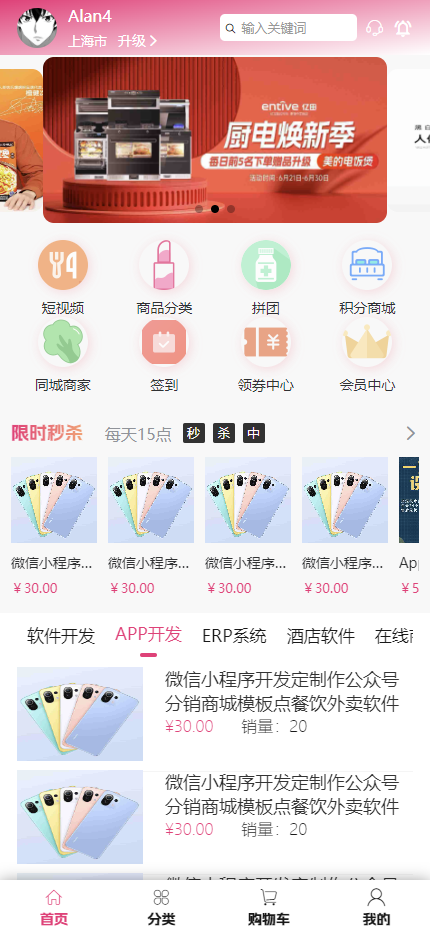 Alan4
上海市 升级
输入关键词
entive 亿田
厨电焕新季
每日前5名下单赠品升级 美的电饭煲
活动时间：6月21日-6月30日
短视频 商品分类 拼团 积分商城
同城商家 签到 领券中心 会员中心
限时秒杀 每天15点 秒 杀 中
微信小程序... 微信小程序... 微信小程序... 微信小程序... App
￥30.00 ￥30.00 ￥30.00 ￥30.00 ￥5
软件开发 APP开发 ERP系统 酒店软件 在线商
微信小程序开发定制作公众号
分销商城模板点餐饮外卖软件
¥30.00 销量：20
微信小程序开发定制作公众号
分销商城模板点餐饮外卖软件
¥30.00 销量：20
首页 分类 购物车 我的